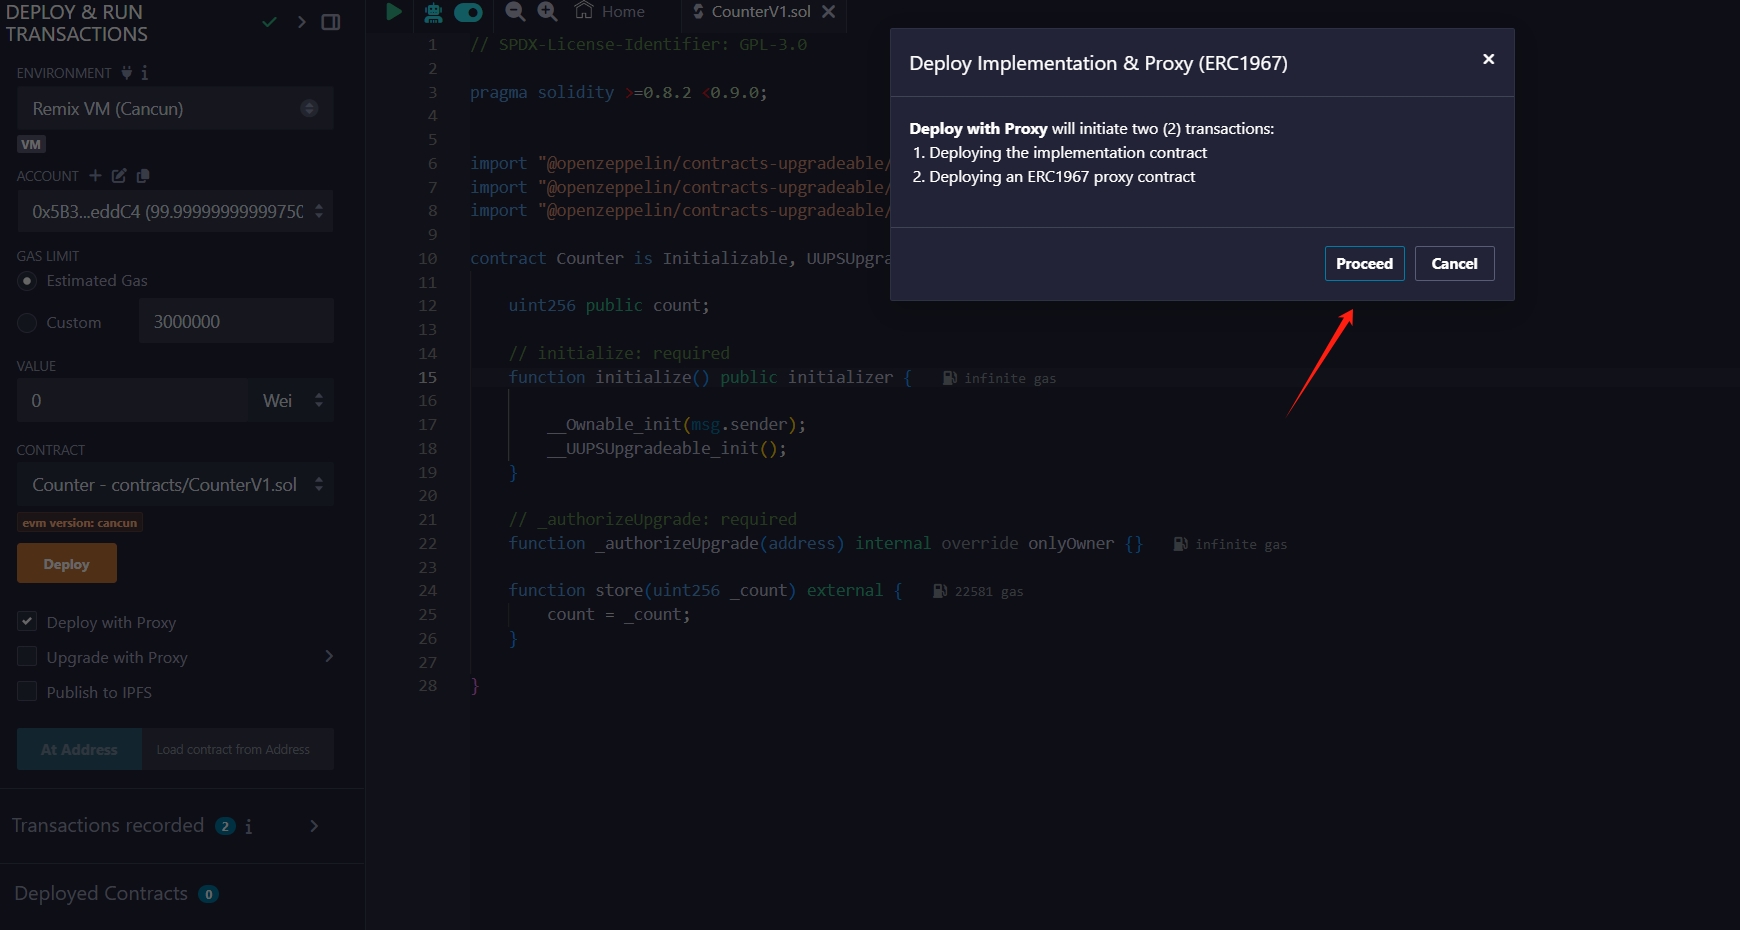 DEPLOY & RUN
TRANSACTIONS
ENVIRONMENT
Remix VM (Cancun)
VM
ACCOUNT
0x5B3...eddC4 (99.9999999999975
GAS LIMIT
Estimated Gas
Custom
3000000
VALUE
0
Wei
CONTRACT
Counter - contracts/CounterV1.sol
evm version: cancun
Deploy
Deploy with Proxy
Upgrade with Proxy
Publish to IPFS
At Address
Load contract from Address
Transactions recorded 2
Deployed Contracts 0
Home
CounterV1.sol
1 // SPDX-License-Identifier: GPL-3.0
2
3 pragma solidity >=0.8.2 <0.9.0;
4
5
6 import "@openzeppelin/contracts-upgradeable/
7 import "@openzeppelin/contracts-upgradeable/
8 import "@openzeppelin/contracts-upgradeable/
9
10 contract Counter is Initializable, UUPSUpgra
11
12 uint256 public count;
13
14 // initialize: required
15 function initialize() public initializer { infinite gas
16
17 __Ownable_init(msg.sender);
18 __UUPSUpgradeable_init();
19 }
20
21 // _authorizeUpgrade: required
22 function _authorizeUpgrade(address) internal override onlyOwner {} infinite gas
23
24 function store(uint256 _count) external { 22581 gas
25 count = _count;
26 }
27
28 }
Deploy Implementation & Proxy (ERC1967)
Deploy with Proxy will initiate two (2) transactions:
1. Deploying the implementation contract
2. Deploying an ERC1967 proxy contract
Proceed
Cancel